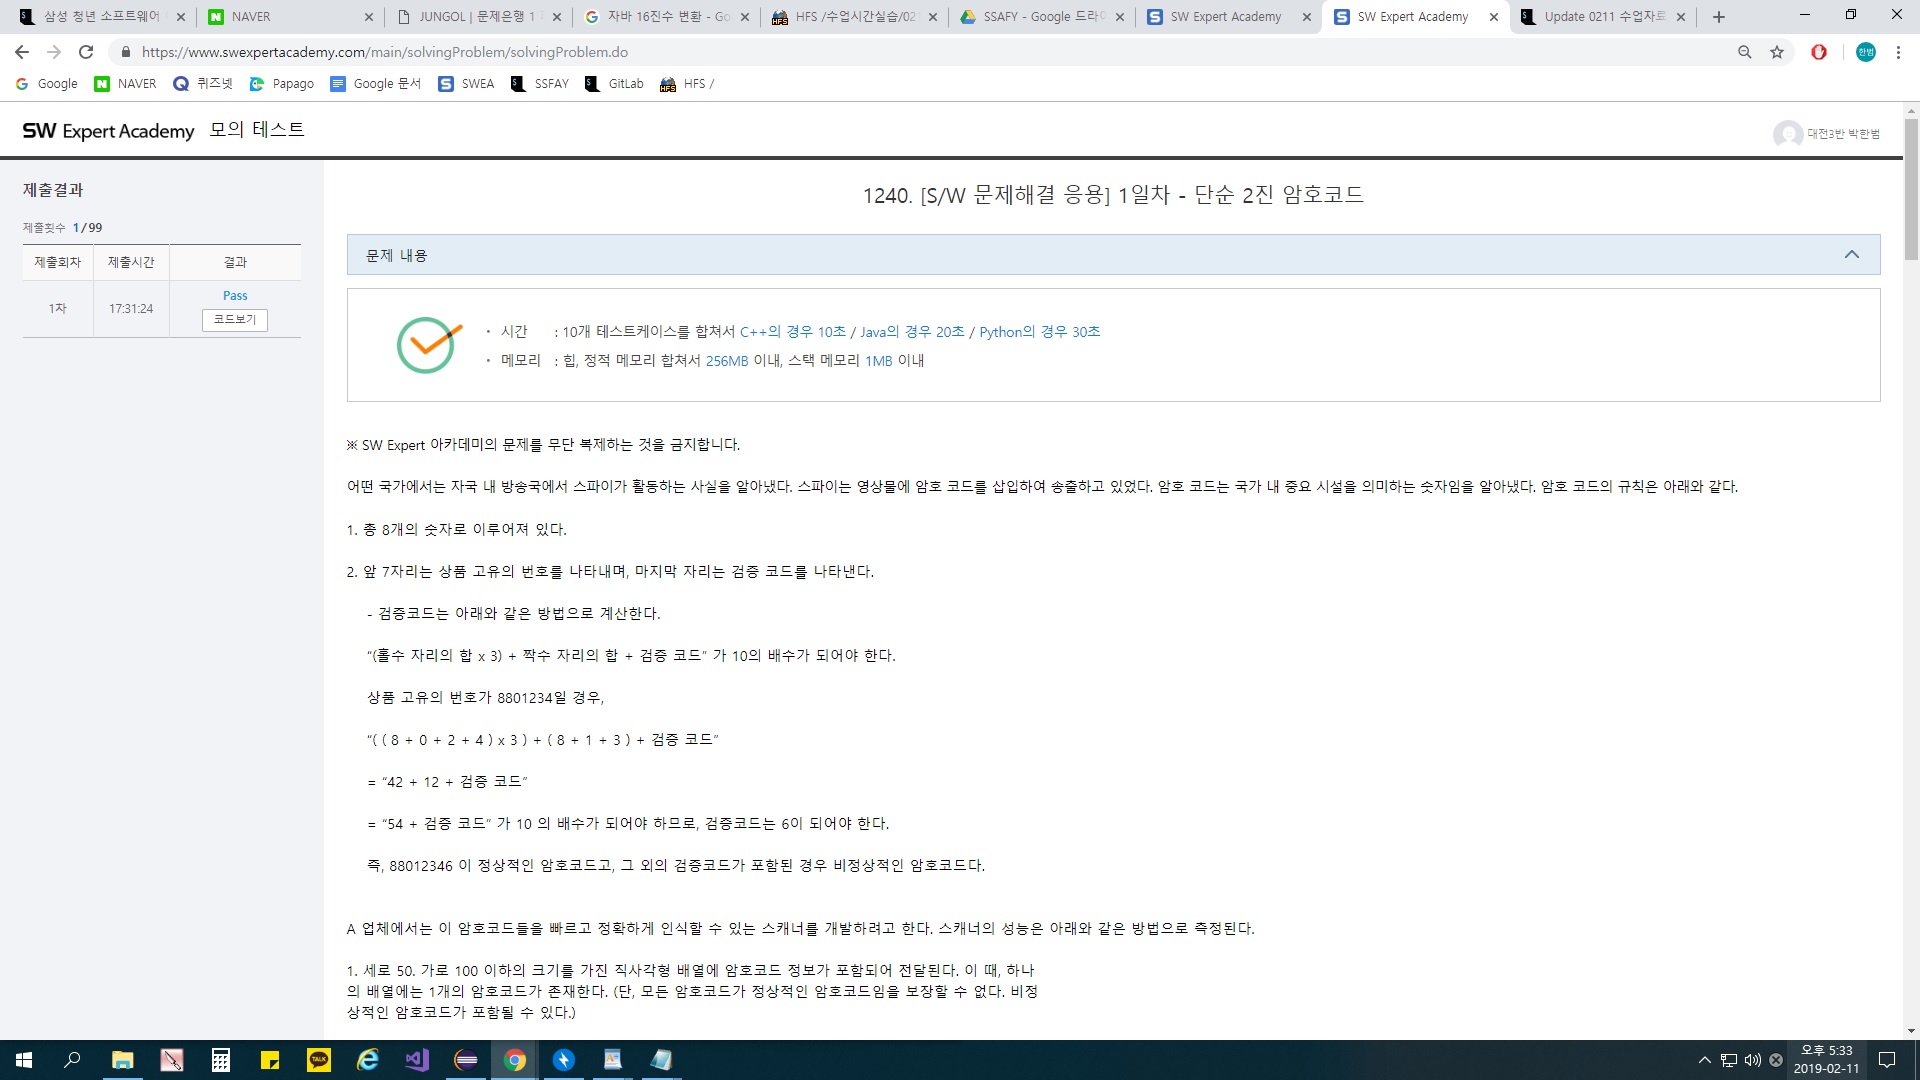 삼성 청년 소프트웨어
NAVER
JUNGOL | 문제은행 1
자바 16진수 변환 - Go
HFS /수업시간실습/02
SSAFY - Google 드라이
SW Expert Academy
SW Expert Academy
Update 0211 수업자료
https://www.swexpertacademy.com/main/solvingProblem/solvingProblem.do
한범
Google
NAVER
퀴즈넷
Papago
Google 문서
SWEA
SSFAY
GitLab
HFS /
SW Expert Academy 모의 테스트
대전3반 박한범
제출결과
제출횟수 1/99
제출회차 제출시간 결과
1차 17:31:24 Pass
코드보기
1240. [S/W 문제해결 응용] 1일차 - 단순 2진 암호코드
문제 내용
· 시간 : 10개 테스트케이스를 합쳐서 C++의 경우 10초 / Java의 경우 20초 / Python의 경우 30초
· 메모리 : 힙, 정적 메모리 합쳐서 256MB 이내, 스택 메모리 1MB 이내
※ SW Expert 아카데미의 문제를 무단 복제하는 것을 금지합니다.
어떤 국가에서는 자국 내 방송국에서 스파이가 활동하는 사실을 알아냈다. 스파이는 영상물에 암호 코드를 삽입하여 송출하고 있었다. 암호 코드는 국가 내 중요 시설을 의미하는 숫자임을 알아냈다. 암호 코드의 규칙은 아래와 같다.
1. 총 8개의 숫자로 이루어져 있다.
2. 앞 7자리는 상품 고유의 번호를 나타내며, 마지막 자리는 검증 코드를 나타낸다.
- 검증코드는 아래와 같은 방법으로 계산한다.
“(홀수 자리의 합 x 3) + 짝수 자리의 합 + 검증 코드” 가 10의 배수가 되어야 한다.
상품 고유의 번호가 8801234일 경우,
“( ( 8 + 0 + 2 + 4 ) x 3 ) + ( 8 + 1 + 3 ) + 검증 코드”
= “42 + 12 + 검증 코드”
= “54 + 검증 코드” 가 10 의 배수가 되어야 하므로, 검증코드는 6이 되어야 한다.
즉, 88012346 이 정상적인 암호코드고, 그 외의 검증코드가 포함된 경우 비정상적인 암호코드다.
A 업체에서는 이 암호코드들을 빠르고 정확하게 인식할 수 있는 스캐너를 개발하려고 한다. 스캐너의 성능은 아래와 같은 방법으로 측정된다.
1. 세로 50. 가로 100 이하의 크기를 가진 직사각형 배열에 암호코드 정보가 포함되어 전달된다. 이 때, 하나
의 배열에는 1개의 암호코드가 존재한다. (단, 모든 암호코드가 정상적인 암호코드임을 보장할 수 없다. 비정
상적인 암호코드가 포함될 수 있다.)
TALK
오후 5:33
2019-02-11